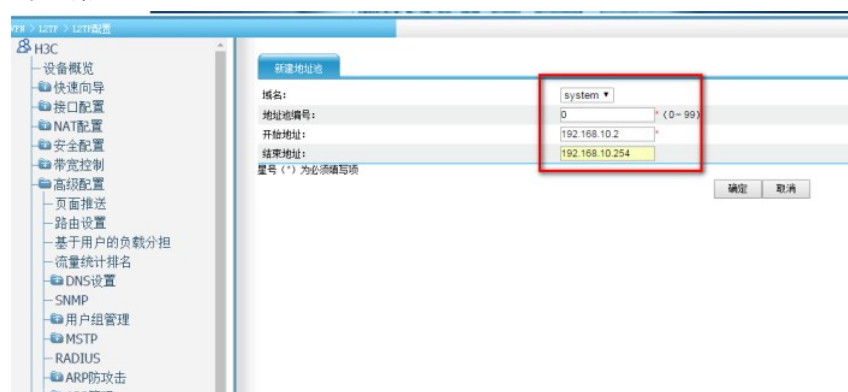 VPN > L2TP > L2TP配置
H3C
设备概览
快速向导
接口配置
NAT配置
安全配置
带宽控制
高级配置
页面推送
路由设置
基于用户的负载分担
流量统计排名
DNS设置
SNMP
用户组管理
MSTP
RADIUS
ARP防攻击
新建地址池
域名: system
地址池编号: 0 * (0-99)
开始地址: 192.168.10.2 *
结束地址: 192.168.10.254
星号 (*) 为必须填写项
确定 取消